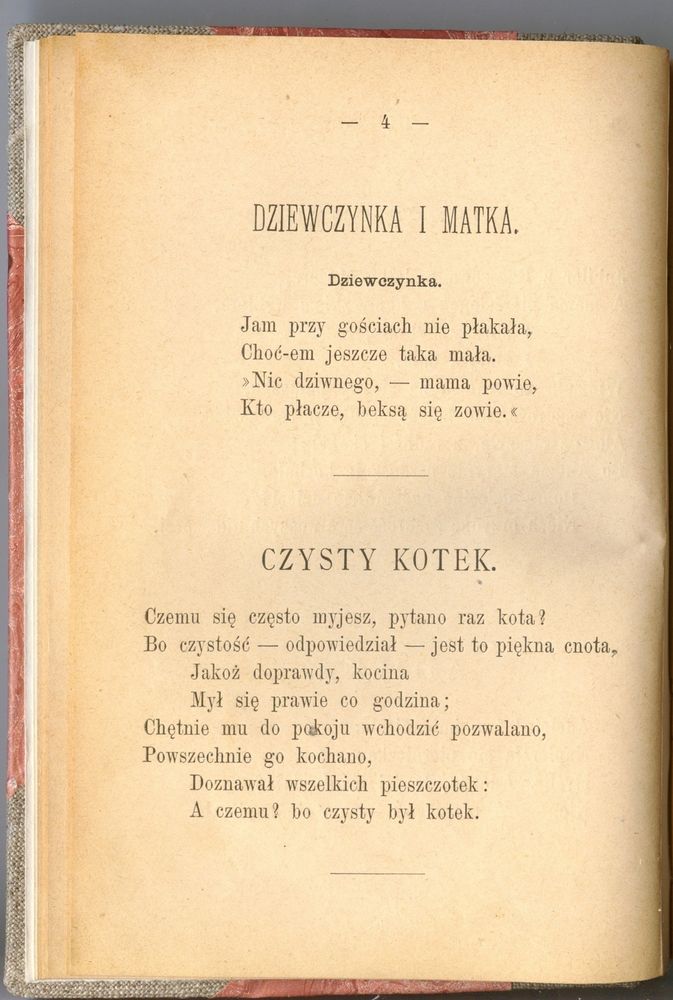 — 4 —
DZIEWCZYNKA I MATKA.
Dziewczynka.
Jam przy gościach nie płakała,
Choć-em jeszcze taka mała.
»Nic dziwnego, — mama powie,
Kto płacze, beksą się zowie.«
CZYSTY KOTEK.
Czemu się często myjesz, pytano raz kota?
Bo czystość — odpowiedział — jest to piękna cnota,
Jakoż doprawdy, kocina
Mył się prawie co godzina;
Chętnie mu do pokoju wchodzić pozwalano,
Powszechnie go kochano,
Doznawał wszelkich pieszczotek:
A czemu? bo czysty był kotek.